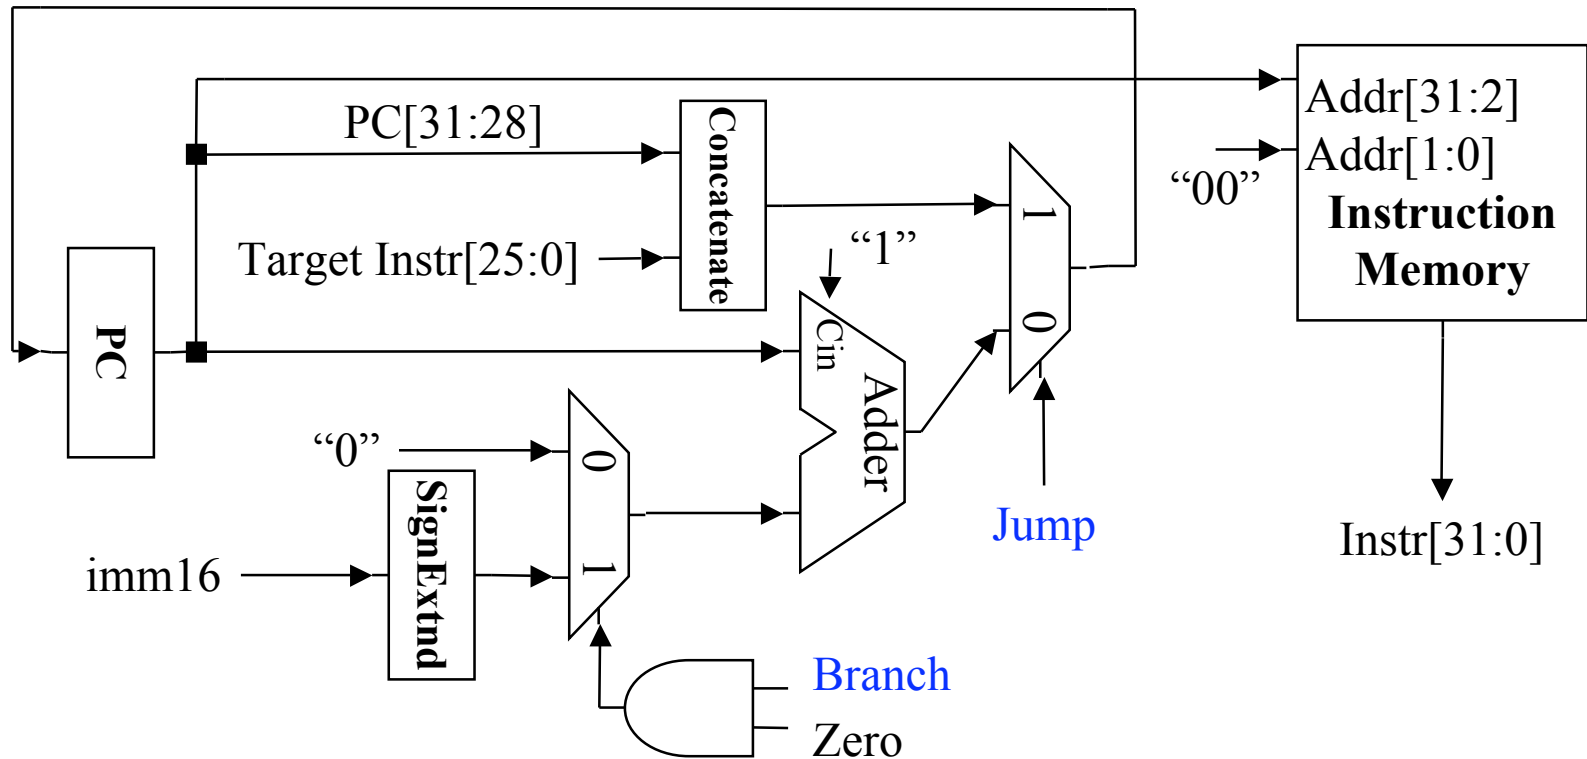 Addr[31:2]
PC[31:28]
Concatenate
Addr[1:0]
“00”
1
Instruction
Memory
“1”
Target Instr[25:0]
PC
Cin
0
Adder
“0”
0
SignExtnd
Jump
Instr[31:0]
imm16
1
Branch
Zero